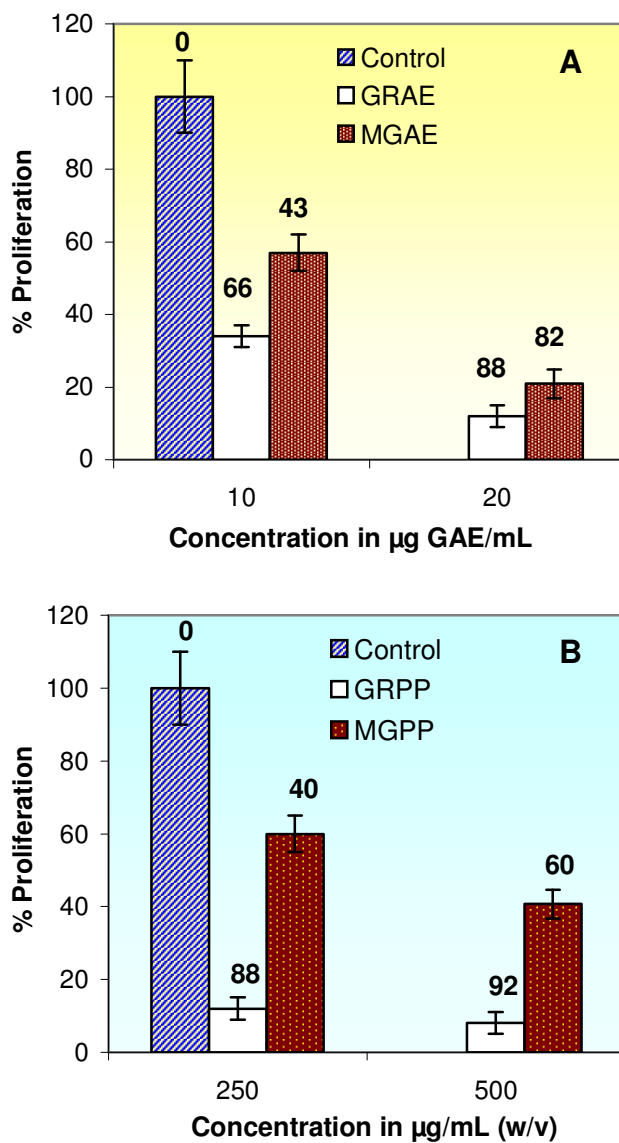 120
100
80
60
40
20
0
% Proliferation
0
66
43
88
82
Control
GRAE
MGAE
A
10
20
Concentration in µg GAE/mL
120
100
80
60
40
20
0
% Proliferation
0
88
40
92
60
Control
GRPP
MGPP
B
250
500
Concentration in µg/mL (w/v)